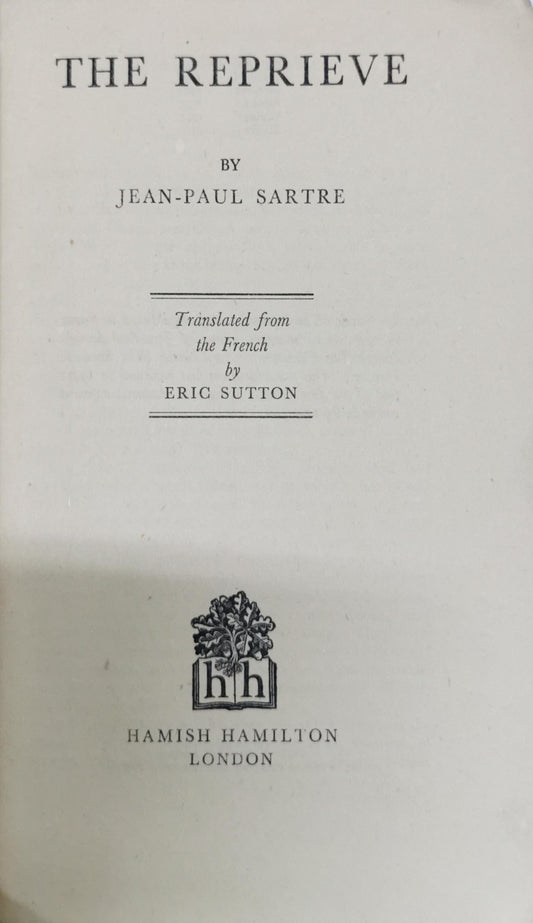 THE REPRIEVE
BY
JEAN-PAUL SARTRE
Translated from
the French
by
ERIC SUTTON
h h
HAMISH HAMILTON
LONDON